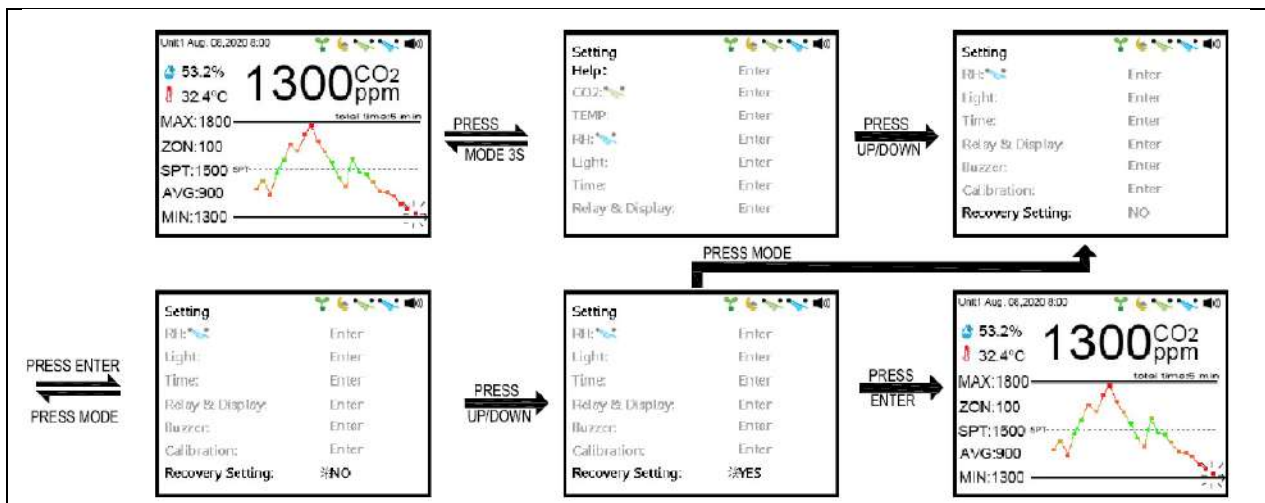 Unit1 Aug. 08,2020 8:00
53.2%
32.4°C
1300 CO2 ppm
total time:5 min
MAX:1800
ZON:100
SPT:1500 SPT
AVG:900
MIN:1300
PRESS
MODE 3S
Setting
Help: Enter
CO2: Enter
TEMP Enter
RH: Enter
Light: Enter
Time: Enter
Relay & Display: Enter
PRESS
UP/DOWN
Setting
RH: Enter
Light: Enter
Time: Enter
Relay & Display: Enter
Buzzer: Enter
Calibration: Enter
Recovery Setting: NO
PRESS MODE
PRESS ENTER
PRESS MODE
Setting
RH: Enter
Light: Enter
Time: Enter
Relay & Display: Enter
Buzzer: Enter
Calibration: Enter
Recovery Setting: NO
PRESS
UP/DOWN
Setting
RH: Enter
Light: Enter
Time: Enter
Relay & Display: Enter
Buzzer: Enter
Calibration: Enter
Recovery Setting: YES
PRESS
ENTER
Unit1 Aug. 08,2020 8:00
53.2%
32.4°C
1300 CO2 ppm
total time:5 min
MAX:1800
ZON:100
SPT:1500 SPT
AVG:900
MIN:1300